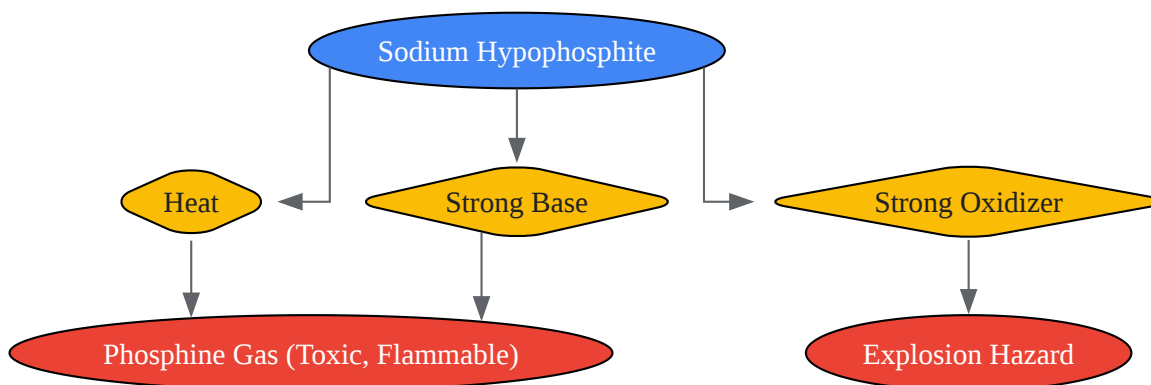 Sodium Hypophosphite
Heat
Strong Base
Strong Oxidizer
Phosphine Gas (Toxic, Flammable)
Explosion Hazard